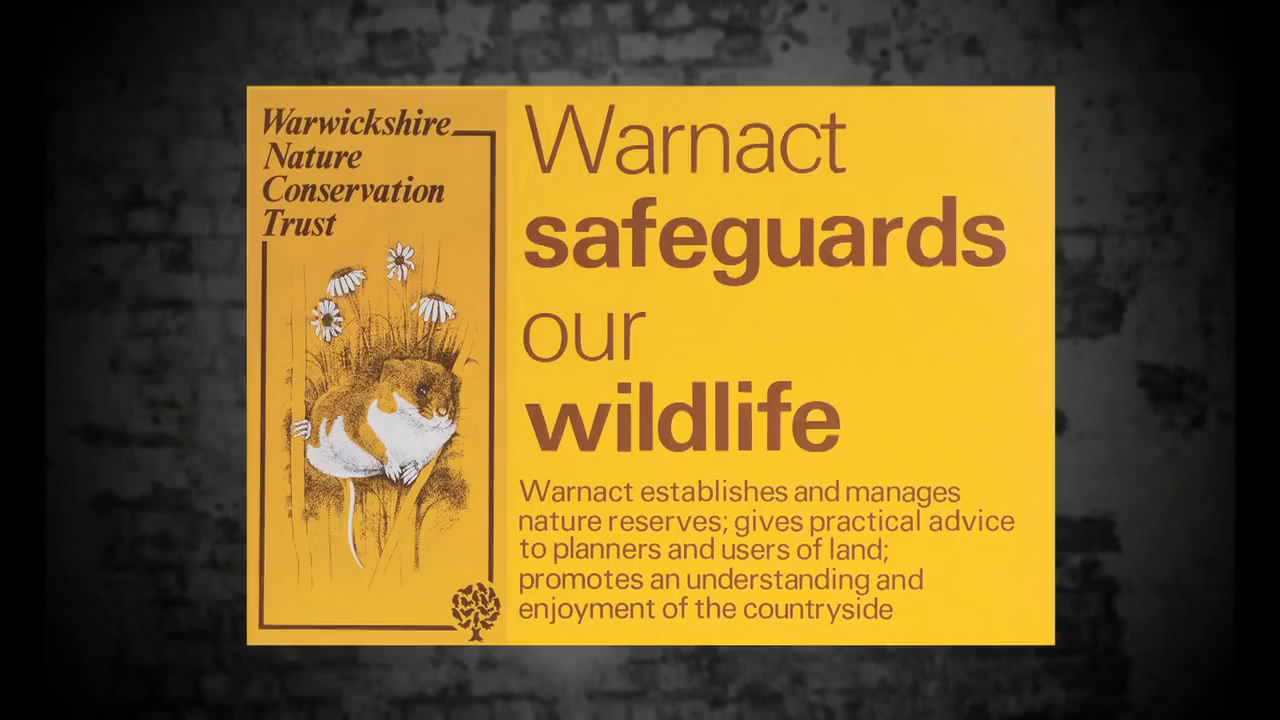 Warwickshire
Nature
Conservation
Trust
Warnact
safeguards
our
wildlife
Warnact establishes and manages
nature reserves; gives practical advice
to planners and users of land;
promotes an understanding and
enjoyment of the countryside